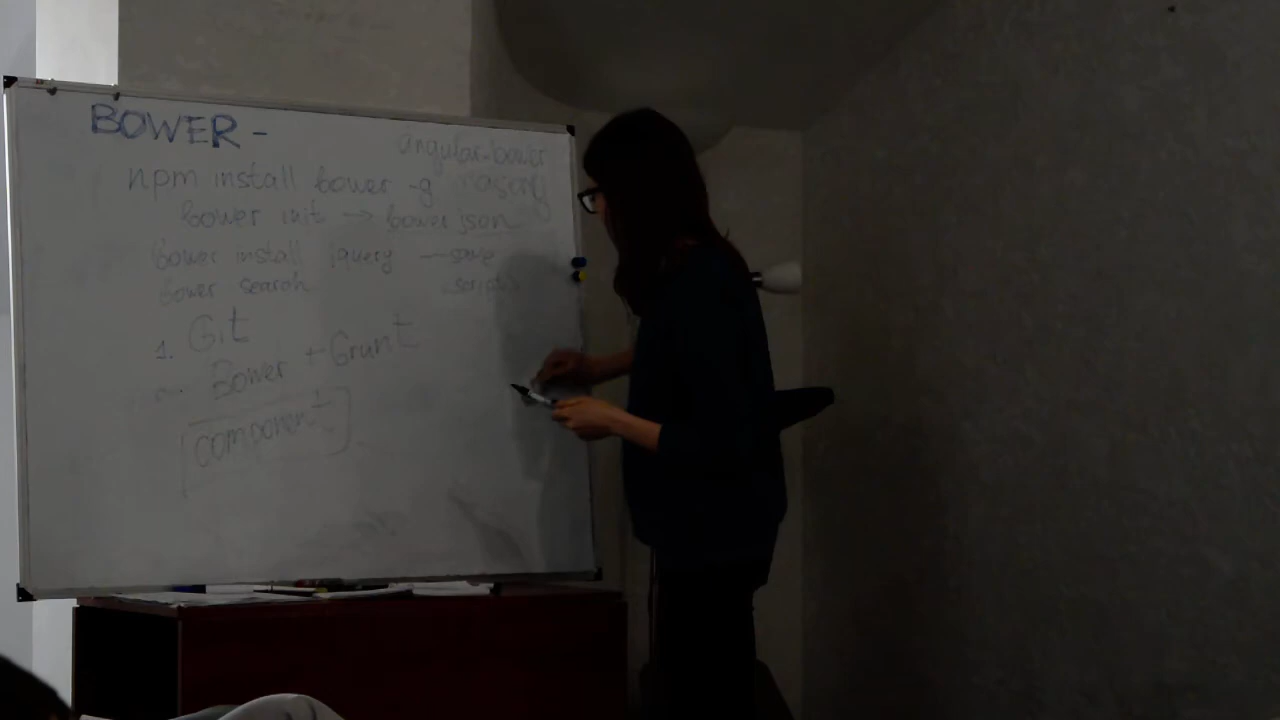 BOWER -
angular-bower
npm install bower -g
bower init -> bower.json
Bower install jquery --save
Bower search
<script>
1. Git
Bower + Grunt
component